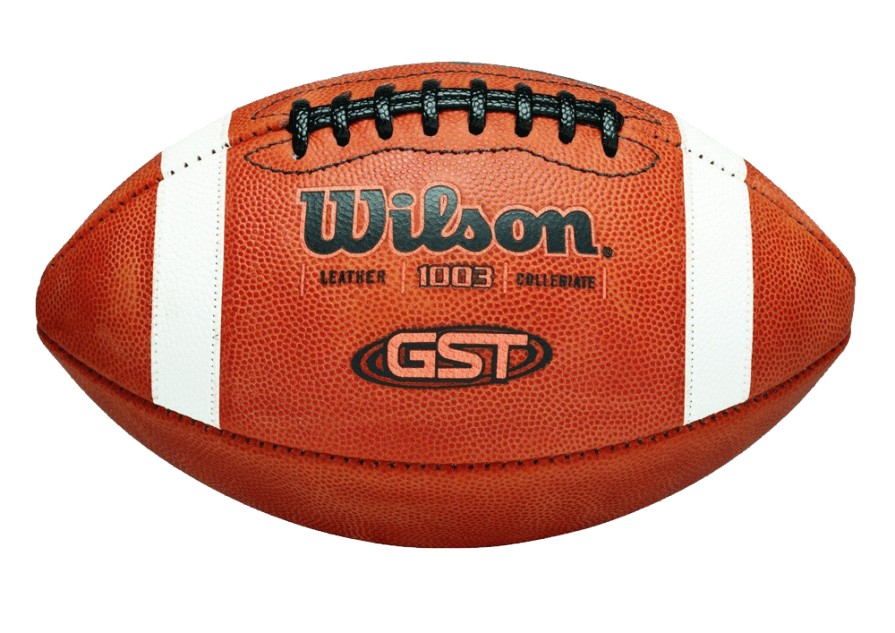 Wilson®
LEATHER | 1003 | COLLEGIATE
GST